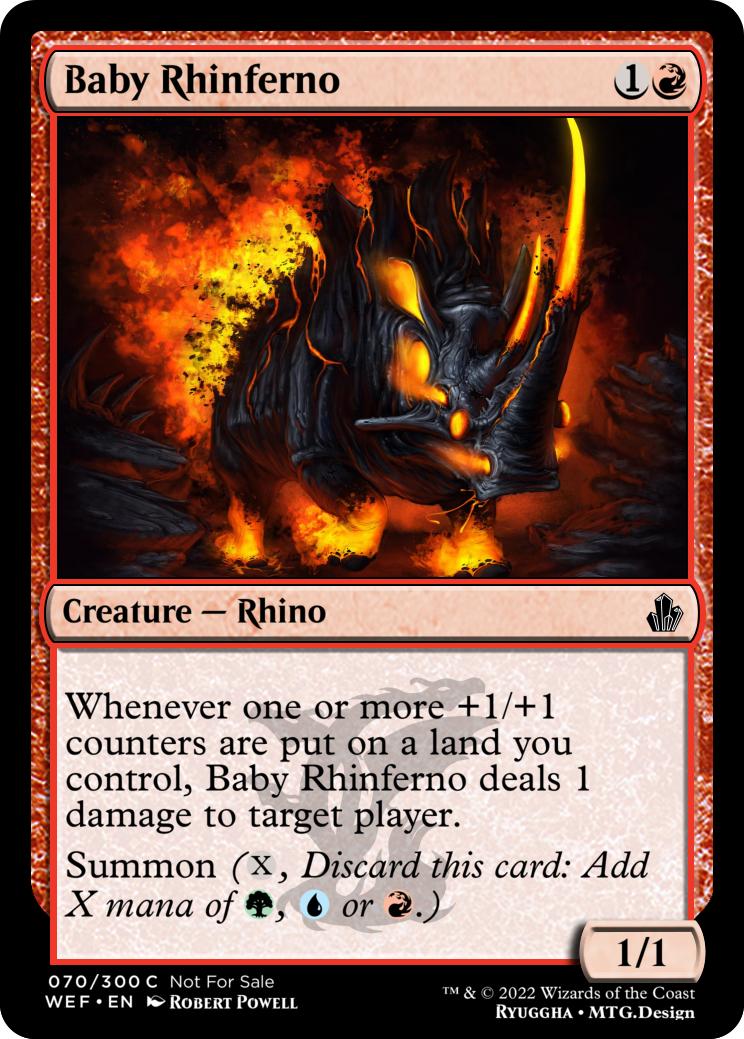 Baby Rhinferno 1
Creature — Rhino
Whenever one or more +1/+1
counters are put on a land you
control, Baby Rhinferno deals 1
damage to target player.
Summon (X, Discard this card: Add
X mana of , or .)
1/1
070/300 C Not For Sale
WEF • EN Robert Powell
™ & © 2022 Wizards of the Coast
Ryuggha • MTG.Design